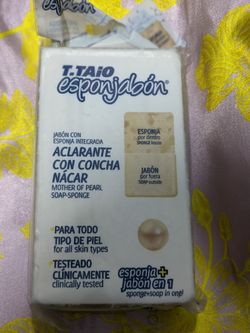 esponjabón
T.TAiO
esponjabón®
JABÓN CON
ESPONJA INTEGRADA
ACLARANTE
CON CONCHA
NÁCAR
MOTHER OF PEARL
SOAP-SPONGE
ESPONJA
por dentro
SPONGE inside
JABÓN
por fuera
SOAP outside
PARA TODO
TIPO DE PIEL
for all skin types
TESTEADO
CLÍNICAMENTE
clinically tested
esponja +
jabón en 1
sponge+soap in one!